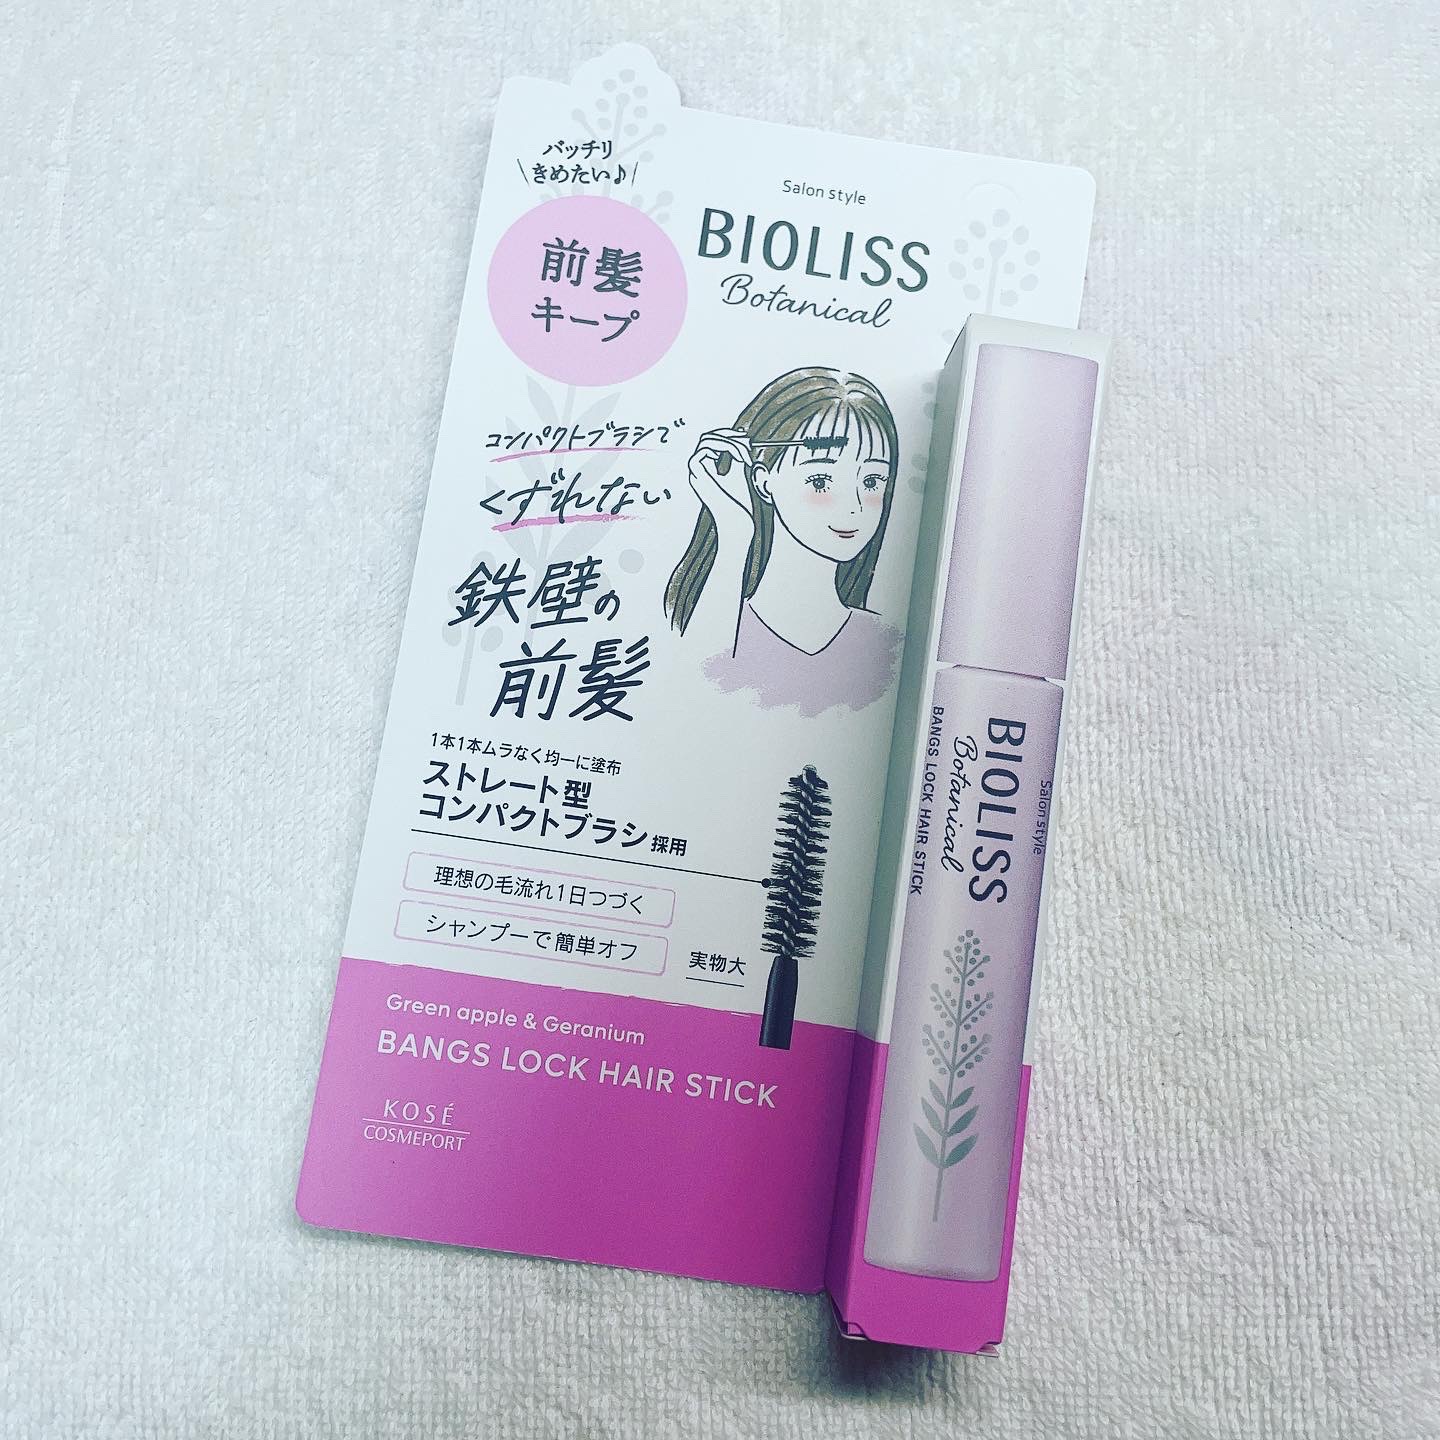 パッチリ
\きめたい♪/
前髪
キープ
Salon style
BIOLISS
Botanical
コンパクトブラシで
くずれない
鉄壁の
前髪
1本1本ムラなく均一に塗布
ストレート型
コンパクトブラシ採用
理想の毛流れ1日つづく
シャンプーで簡単オフ
実物大
Green apple & Geranium
BANGS LOCK HAIR STICK
KOSÉ
COSMEPORT
Salon style
BIOLISS
Botanical
BANGS LOCK HAIR STICK